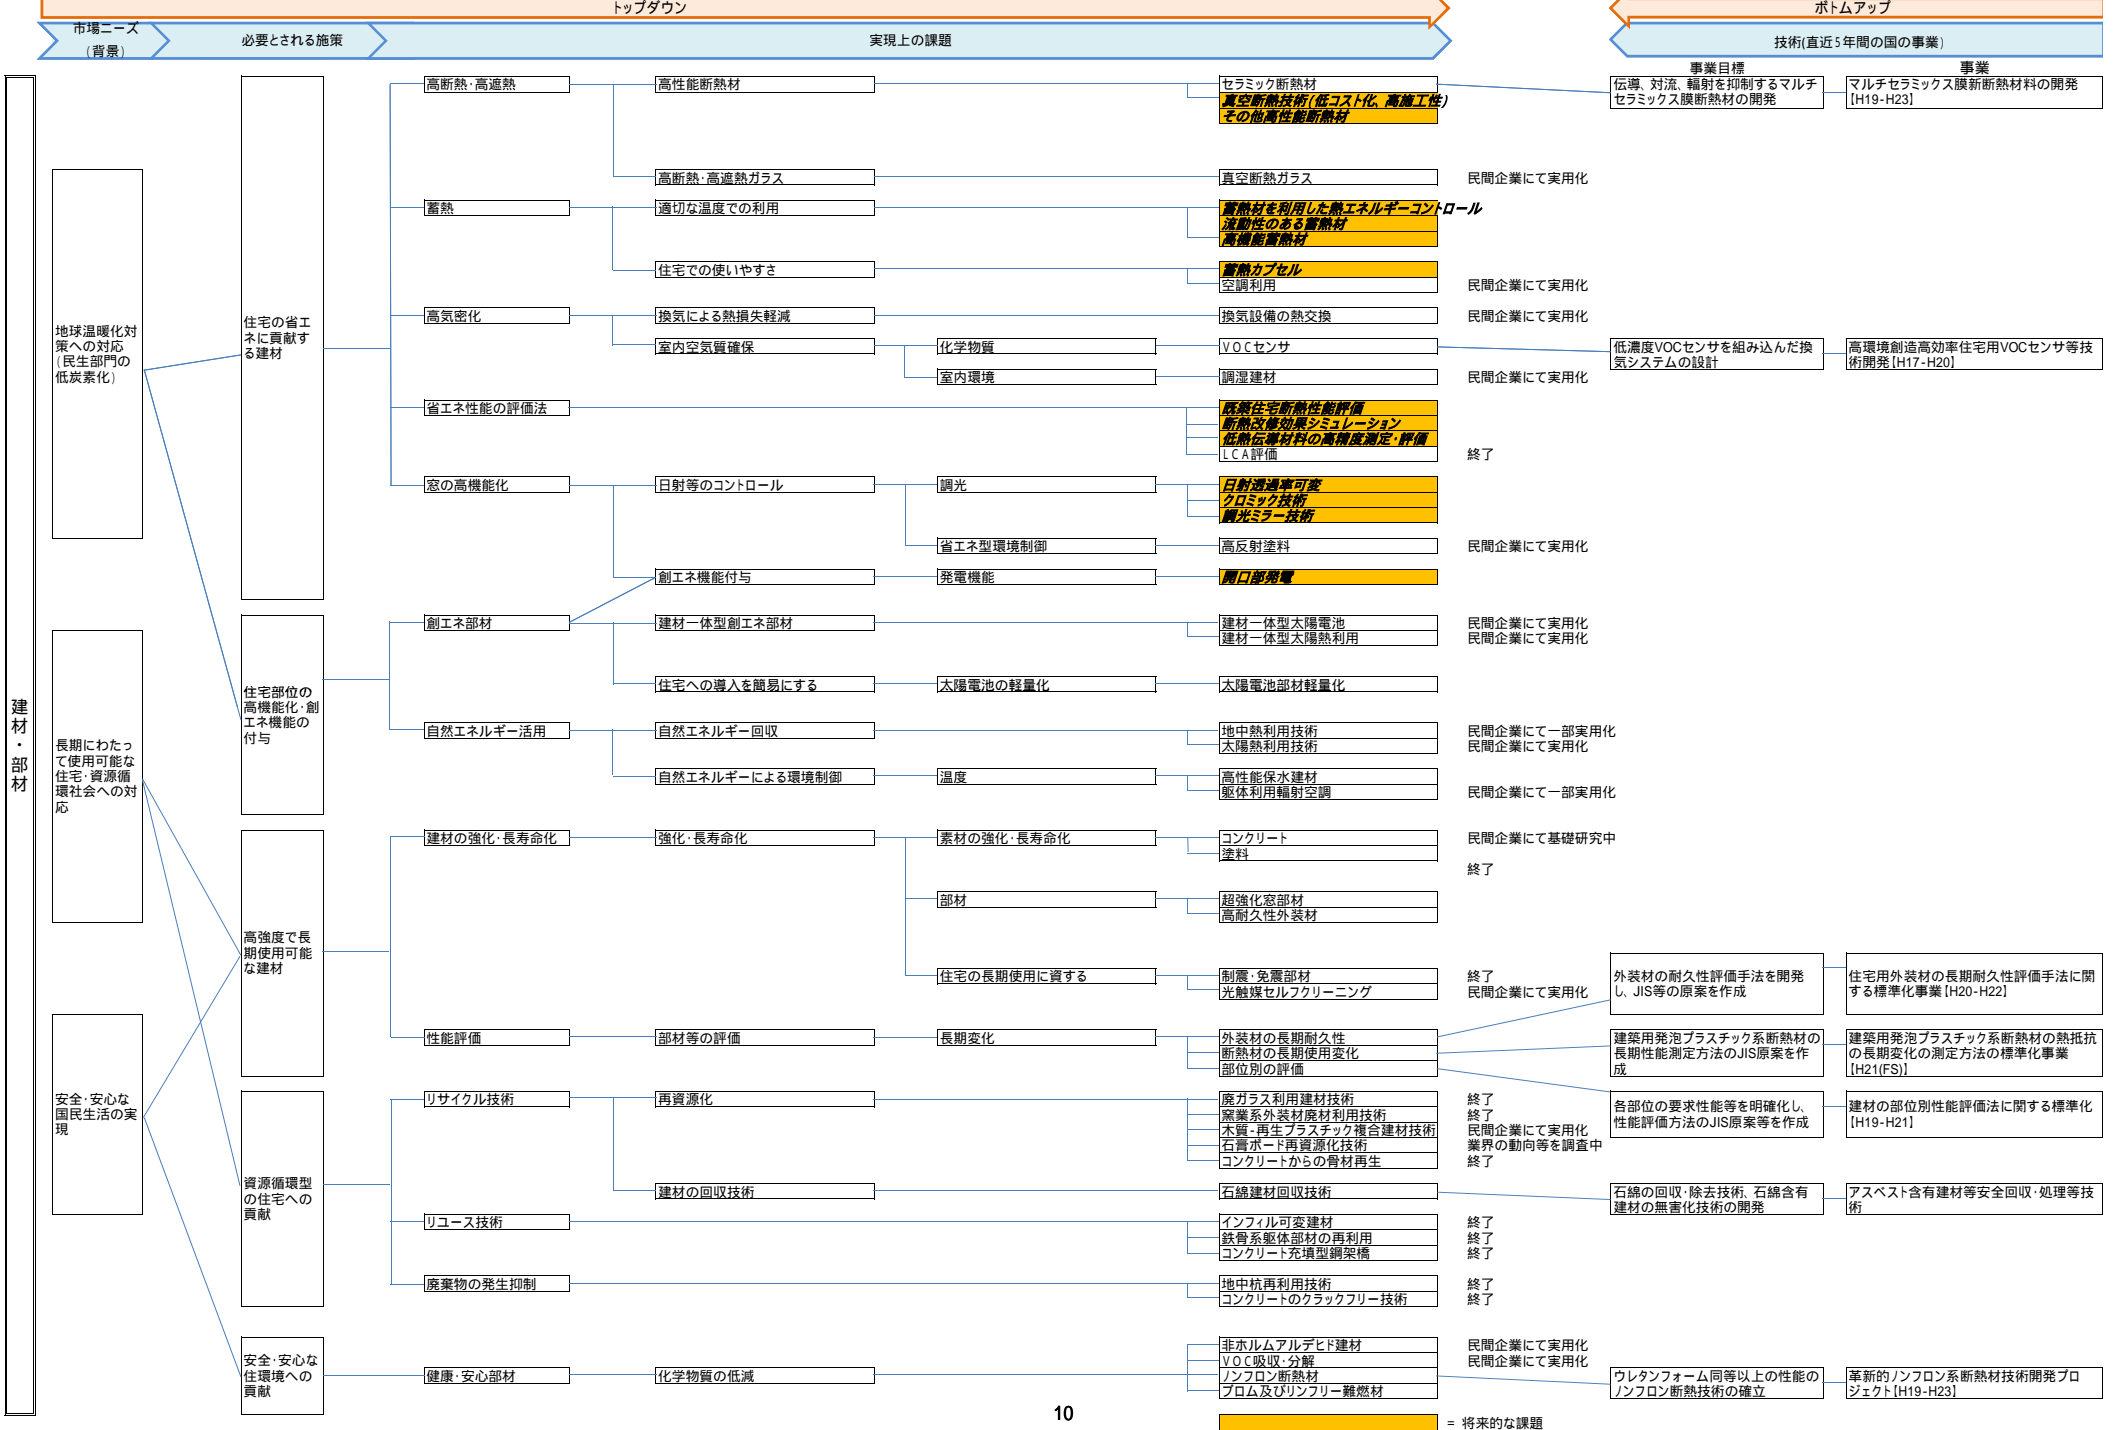 トップダウン
ボトムアップ
市場ニーズ
(背景)
必要とされる施策
実現上の課題
技術(直近5年間の国の事業)
事業目標
事業
建材・部材
地球温暖化対
策への対応
(民生部門の
低炭素化)
長期にわたっ
て使用可能な
住宅・資源循
環社会への対
応
安全・安心な
国民生活の実
現
住宅の省エ
ネに貢献す
る建材
住宅部位の
高機能化・創
エネ機能の
付与
高強度で長
期使用可能
な建材
資源循環型
の住宅への
貢献
安全・安心な
住環境への
貢献
高断熱・高遮熱
高性能断熱材
セラミック断熱材
真空断熱技術(低コスト化、高施工性)
その他高性能断熱材
伝導、対流、輻射を抑制するマルチ
セラミックス膜断熱材の開発
マルチセラミックス膜新断熱材料の開発
【H19-H23】
高断熱・高遮熱ガラス
真空断熱ガラス
民間企業にて実用化
蓄熱
適切な温度での利用
蓄熱材を利用した熱エネルギーコントロール
流動性のある蓄熱材
高機能蓄熱材
住宅での使いやすさ
蓄熱カプセル
空調利用
民間企業にて実用化
高気密化
換気による熱損失軽減
換気設備の熱交換
民間企業にて実用化
室内空気質確保
化学物質
VOCセンサ
低濃度VOCセンサを組み込んだ換
気システムの設計
高環境創造高効率住宅用VOCセンサ等技
術開発【H17-H20】
室内環境
調湿建材
民間企業にて実用化
省エネ性能の評価法
既築住宅断熱性能評価
断熱改修効果シミュレーション
低熱伝導材料の高精度測定・評価
LCA評価
終了
窓の高機能化
日射等のコントロール
調光
日射透過率可変
クロミック技術
調光ミラー技術
省エネ型環境制御
高反射塗料
民間企業にて実用化
創エネ機能付与
発電機能
開口部発電
創エネ部材
建材一体型創エネ部材
建材一体型太陽電池
民間企業にて実用化
建材一体型太陽熱利用
民間企業にて実用化
住宅への導入を簡易にする
太陽電池の軽量化
太陽電池部材軽量化
自然エネルギー活用
自然エネルギー回収
地中熱利用技術
民間企業にて一部実用化
太陽熱利用技術
民間企業にて実用化
自然エネルギーによる環境制御
温度
高性能保水建材
躯体利用輻射空調
民間企業にて一部実用化
建材の強化・長寿命化
強化・長寿命化
素材の強化・長寿命化
コンクリート
民間企業にて基礎研究中
塗料
終了
部材
超強化窓部材
高耐久性外装材
住宅の長期使用に資する
制震・免震部材
終了
光触媒セルフクリーニング
民間企業にて実用化
外装材の耐久性評価手法を開発
し、JIS等の原案を作成
住宅用外装材の長期耐久性評価手法に関
する標準化事業【H20-H22】
性能評価
部材等の評価
長期変化
外装材の長期耐久性
断熱材の長期使用変化
部位別の評価
建築用発泡プラスチック系断熱材の
長期性能測定方法のJIS原案を作
成
建築用発泡プラスチック系断熱材の熱抵抗
の長期変化の測定方法の標準化事業
【H21(FS)】
リサイクル技術
再資源化
廃ガラス利用建材技術
終了
窯業系外装材廃材利用技術
終了
木質-再生プラスチック複合建材技術
民間企業にて実用化
石膏ボード再資源化技術
業界の動向等を調査中
コンクリートからの骨材再生
終了
各部位の要求性能等を明確化し、
性能評価方法のJIS原案等を作成
建材の部位別性能評価法に関する標準化
【H19-H21】
建材の回収技術
石綿建材回収技術
石綿の回収・除去技術、石綿含有
建材の無害化技術の開発
アスベスト含有建材等安全回収・処理等技
術
リユース技術
インフィル可変建材
終了
鉄骨系躯体部材の再利用
終了
コンクリート充填型鋼架橋
終了
廃棄物の発生抑制
地中杭再利用技術
終了
コンクリートのクラックフリー技術
終了
健康・安心部材
化学物質の低減
非ホルムアルデヒド建材
民間企業にて実用化
VOC吸収・分解
民間企業にて実用化
ノンフロン断熱材
ブロム及びリンフリー難燃材
ウレタンフォーム同等以上の性能の
ノンフロン断熱技術の確立
革新的ノンフロン系断熱材技術開発プロ
ジェクト【H19-H23】
10
= 将来的な課題